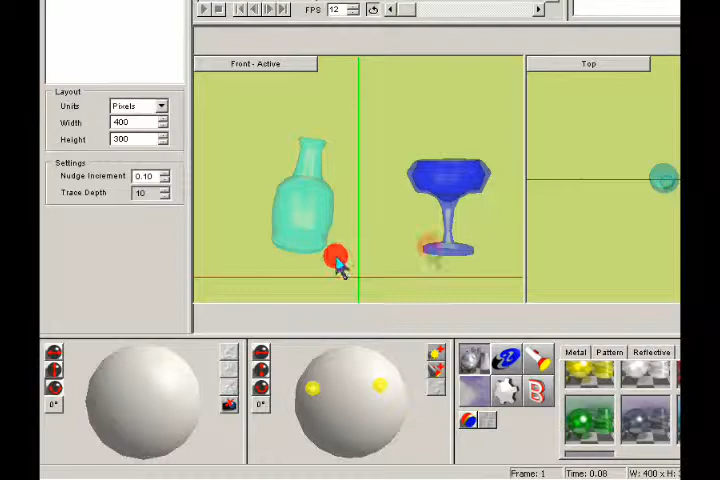 FPS 12
Front - Active
Top
Layout
Units Pixels
Width 400
Height 300
Settings
Nudge Increment 0.10
Trace Depth 10
0°
0°
Metal Pattern Reflective
Frame: 1 Time: 0.08 W: 400 x H: